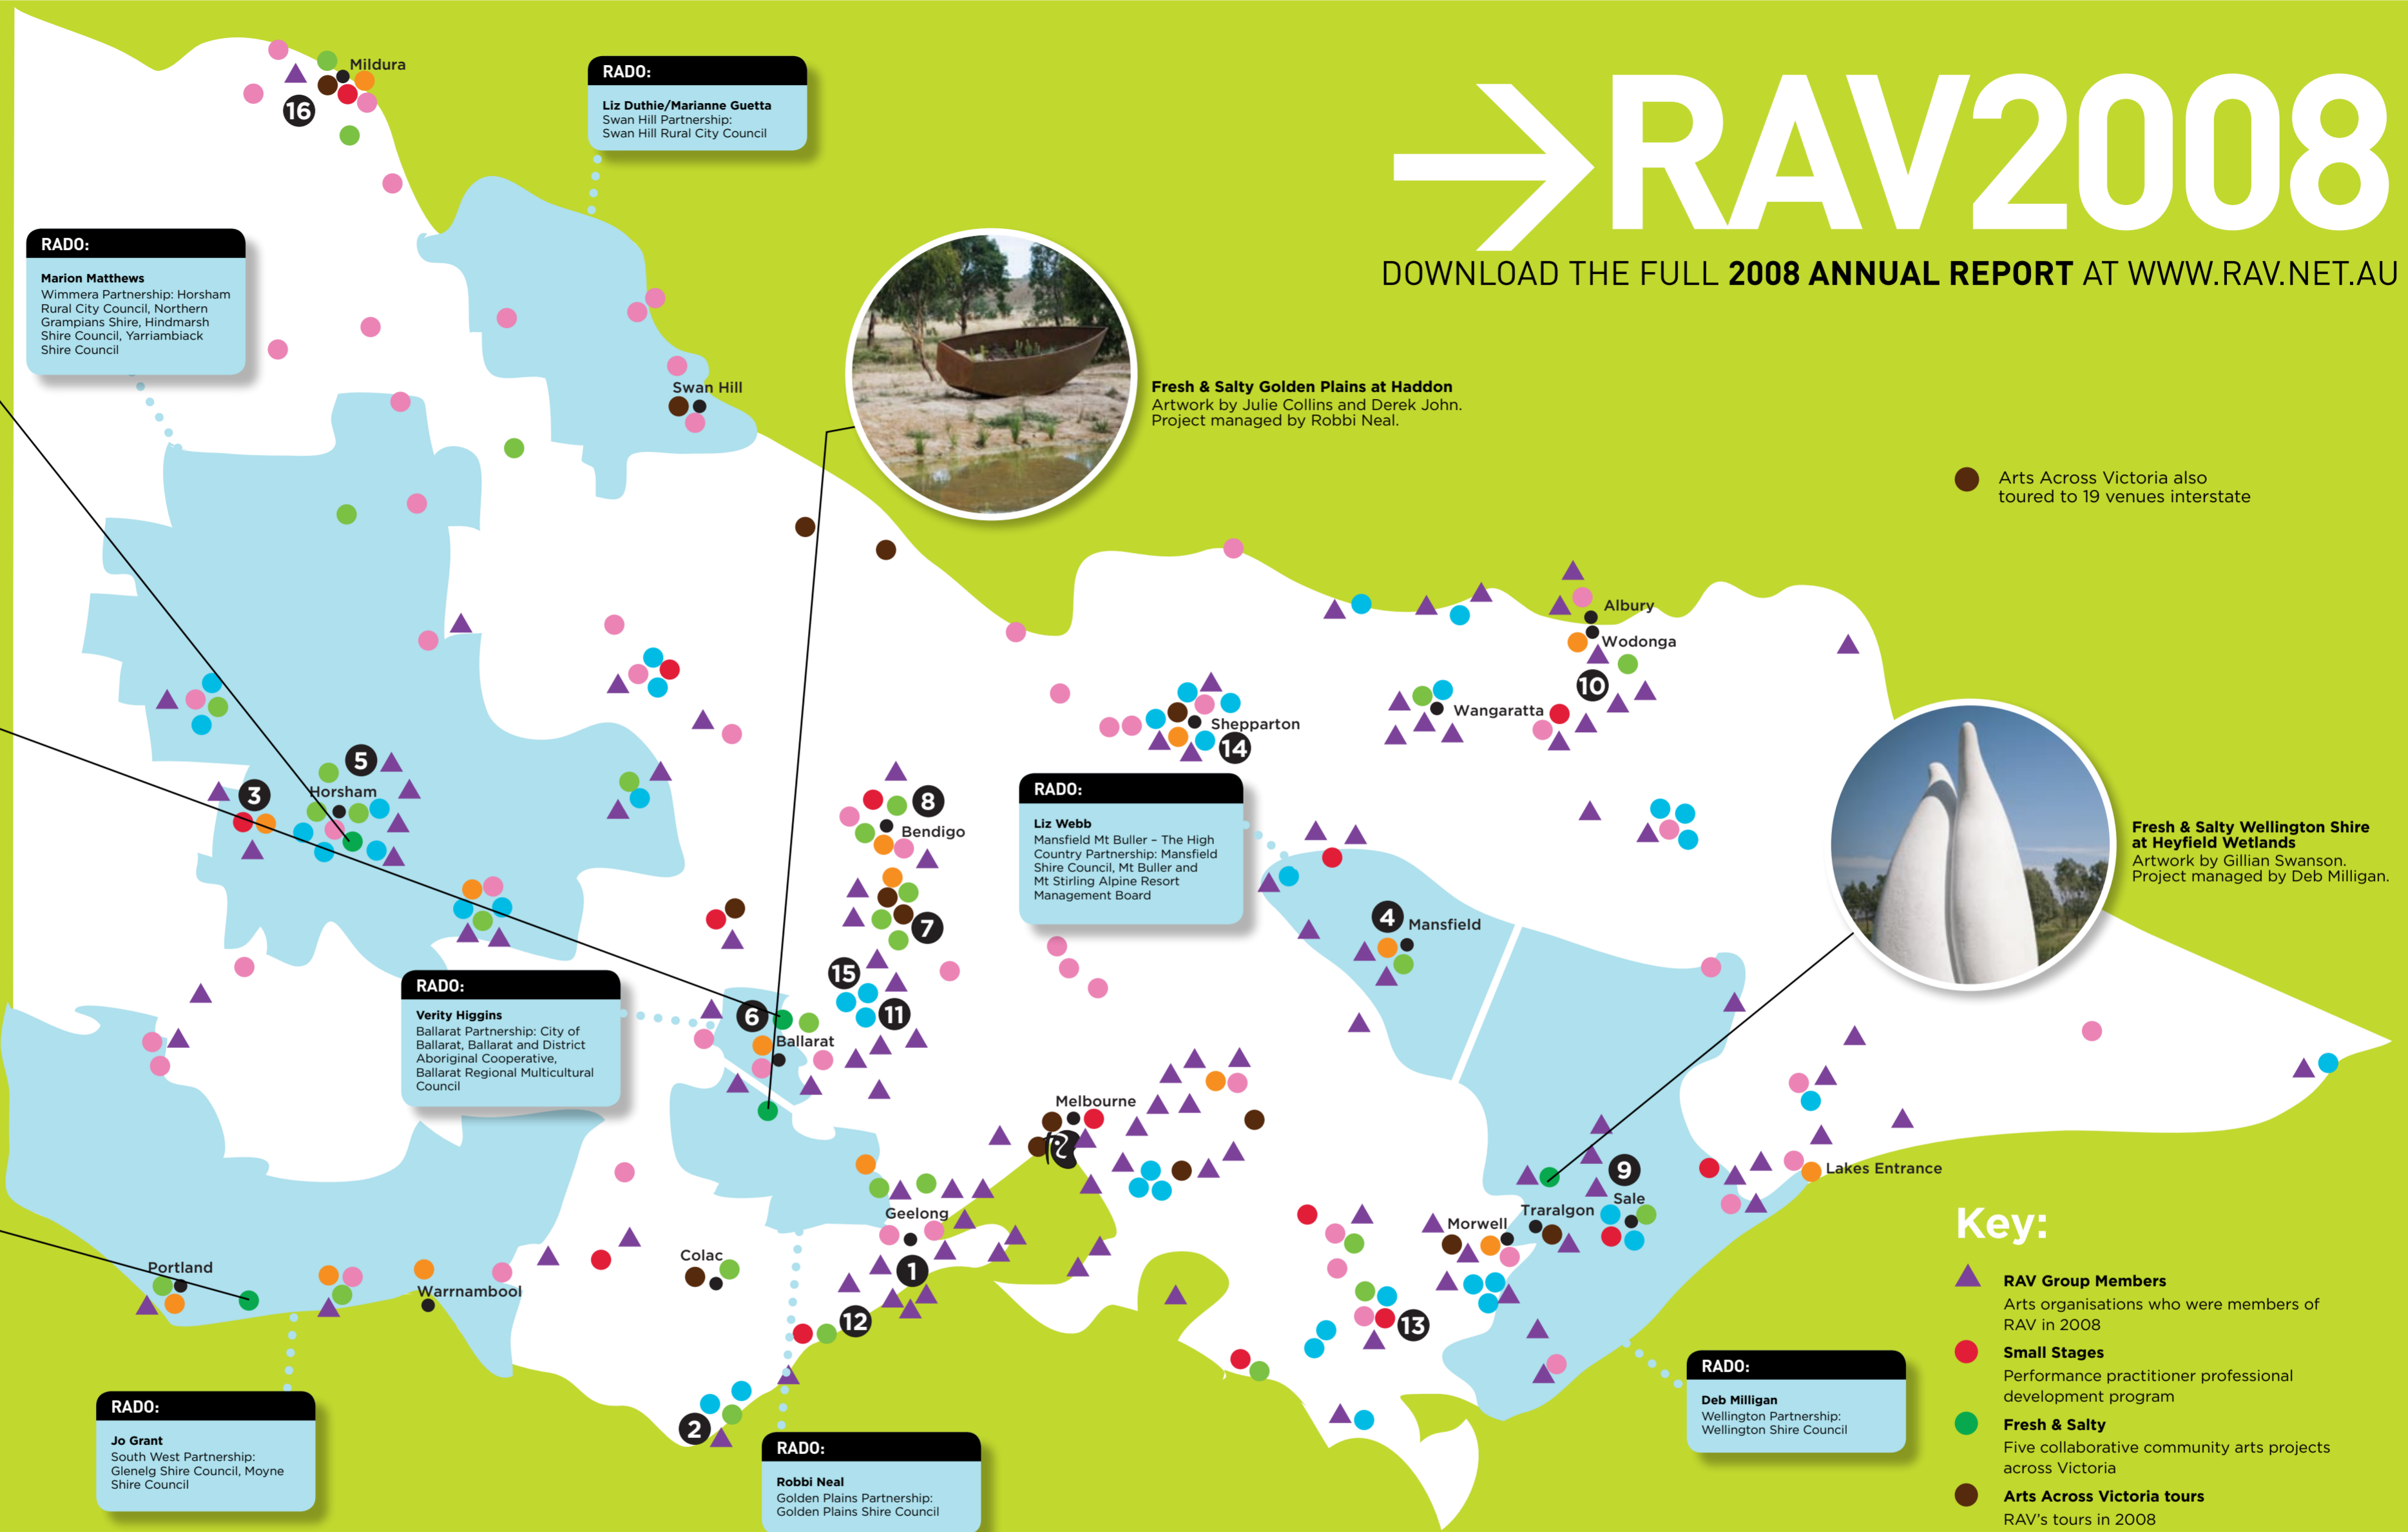 RAV2008
DOWNLOAD THE FULL 2008 ANNUAL REPORT AT WWW.RAV.NET.AU
Mildura
16
RADO:
Liz Duthie/Marianne Guetta
Swan Hill Partnership:
Swan Hill Rural City Council
RADO:
Marion Matthews
Wimmera Partnership: Horsham
Rural City Council, Northern
Grampians Shire, Hindmarsh
Shire Council, Yarriambiack
Shire Council
Swan Hill
Fresh & Salty Golden Plains at Haddon
Artwork by Julie Collins and Derek John.
Project managed by Robbi Neal.
Arts Across Victoria also
toured to 19 venues interstate
Albury
Wodonga
10
Wangaratta
Shepparton
14
5
3
Horsham
8
Bendigo
7
RADO:
Liz Webb
Mansfield Mt Buller – The High
Country Partnership: Mansfield
Shire Council, Mt Buller and
Mt Stirling Alpine Resort
Management Board
4
Mansfield
Fresh & Salty Wellington Shire
at Heyfield Wetlands
Artwork by Gillian Swanson.
Project managed by Deb Milligan.
15
11
RADO:
Verity Higgins
Ballarat Partnership: City of
Ballarat, Ballarat and District
Aboriginal Cooperative,
Ballarat Regional Multicultural
Council
6
Ballarat
Melbourne
9
Lakes Entrance
Sale
Traralgon
Morwell
Geelong
1
Colac
Portland
Warrnambool
12
13
2
RADO:
Jo Grant
South West Partnership:
Glenelg Shire Council, Moyne
Shire Council
RADO:
Robbi Neal
Golden Plains Partnership:
Golden Plains Shire Council
RADO:
Deb Milligan
Wellington Partnership:
Wellington Shire Council
Key:
RAV Group Members
Arts organisations who were members of
RAV in 2008
Small Stages
Performance practitioner professional
development program
Fresh & Salty
Five collaborative community arts projects
across Victoria
Arts Across Victoria tours
RAV's tours in 2008